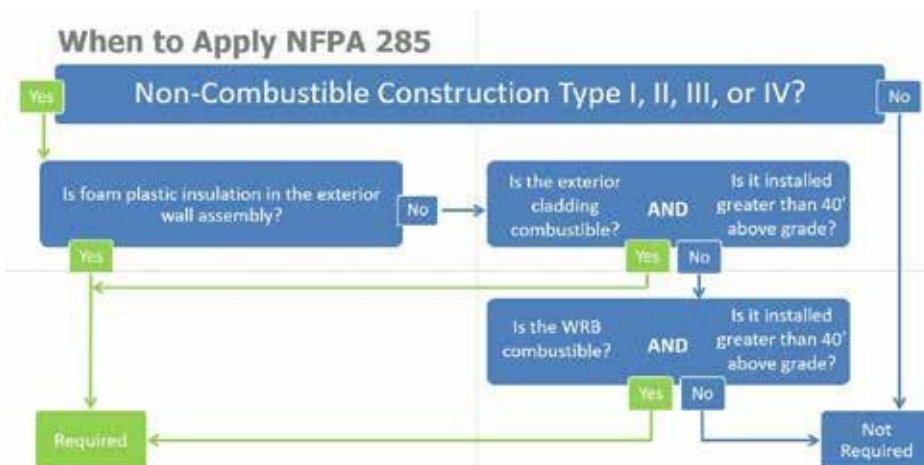 When to Apply NFPA 285
Yes
Non-Combustible Construction Type I, II, III, or IV?
No
Is foam plastic insulation in the exterior
wall assembly?
No
Yes
Is the exterior
cladding
combustible?
AND
Is it installed
greater than 40'
above grade?
Yes
No
Is the WRB
combustible?
AND
Is it installed
greater than 40'
above grade?
Yes
No
Required
Not
Required